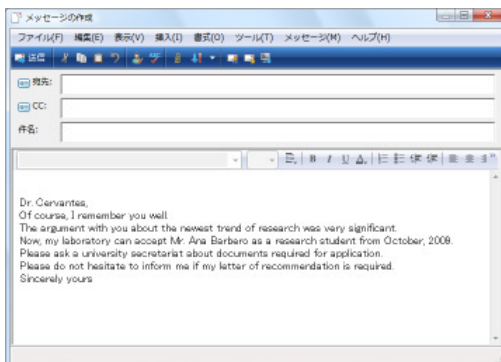 メッセージの作成
ファイル(F) 編集(E) 表示(V) 挿入(I) 書式(O) ツール(T) メッセージ(M) ヘルプ(H)
送信
宛先:
CC:
件名:
B I U A
Dr. Cervantes,
Of course, I remember you well.
The argument with you about the newest trend of research was very significant.
Now, my laboratory can accept Mr. Ana Barbero as a research student from October, 2009.
Please ask a university secretariat about documents required for application.
Please do not hesitate to inform me if my letter of recommendation is required.
Sincerely yours